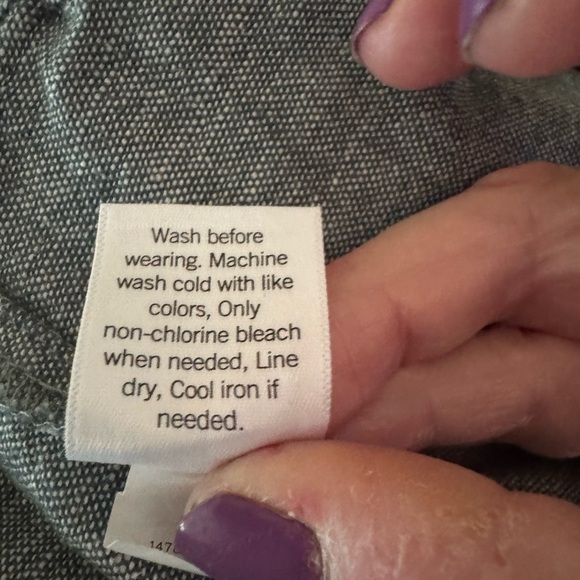 Wash before
wearing. Machine
wash cold with like
colors, Only
non-chlorine bleach
when needed, Line
dry, Cool iron if
needed.